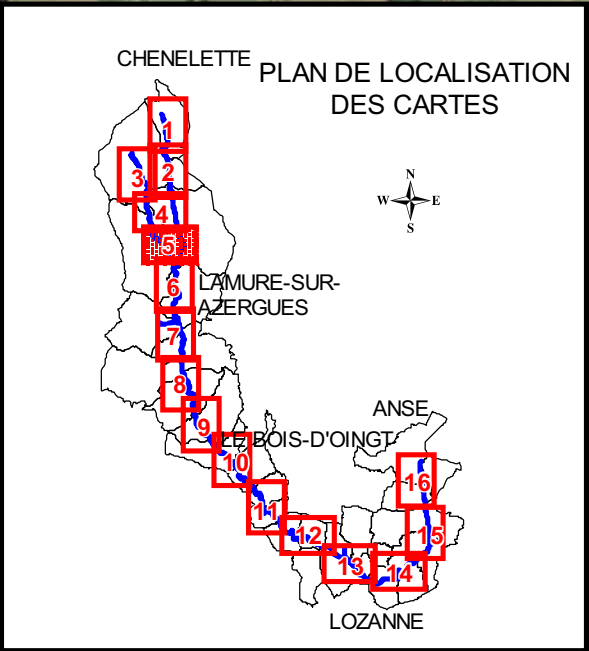 CHENELETTE
PLAN DE LOCALISATION
DES CARTES
N
W E
S
1
2
3
4
5
6
LAMURE-SUR-
AZERGUES
7
8
9
ANSE
LE BOIS-D'OINGT
10
16
11
15
12
13
14
LOZANNE